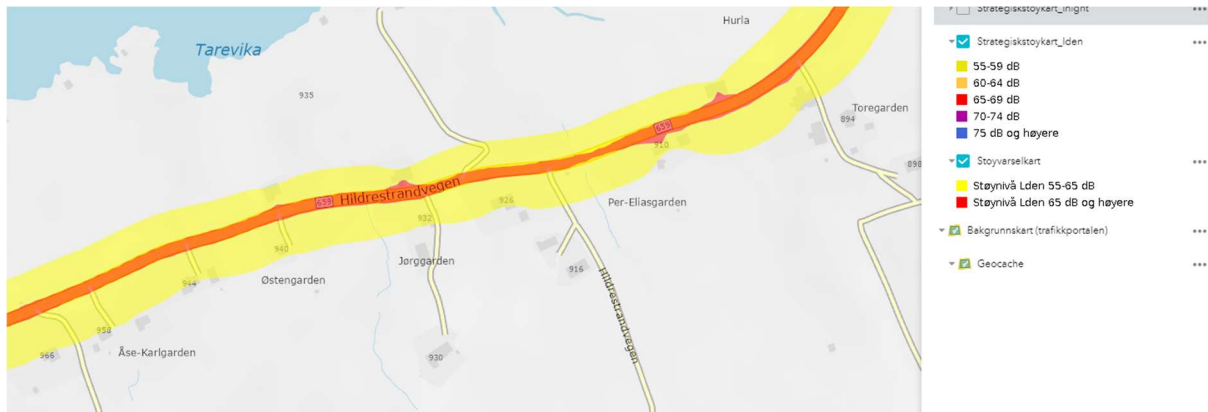 Hurla
Tarevika
935
Toregarden
894
659
910
898
Hildrestrandvegen
659
926
Per-Eliasgarden
932
940
Jørggarden
916
Østengarden
944
Hildrestrandvegen
958
Åse-Karlgarden
966
930
Strategiskstoykart_lnight
Strategiskstoykart_lden
55-59 dB
60-64 dB
65-69 dB
70-74 dB
75 dB og høyere
Stoyvarselkart
Støynivå Lden 55-65 dB
Støynivå Lden 65 dB og høyere
Bakgrunnskart (trafikkportalen)
Geocache